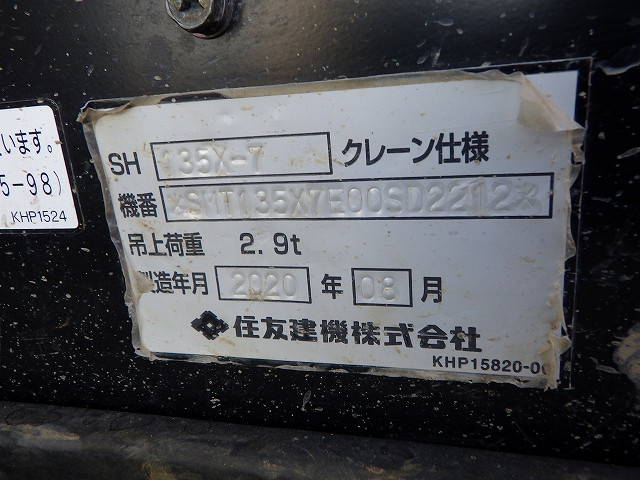 います。
5-98)
KHP1524
SH 135X-7 クレーン仕様
機番 *SMT135X7E00SD2212*
吊上荷重 2.9t
製造年月 2020 年 08 月
住友建機株式会社
KHP15820-00